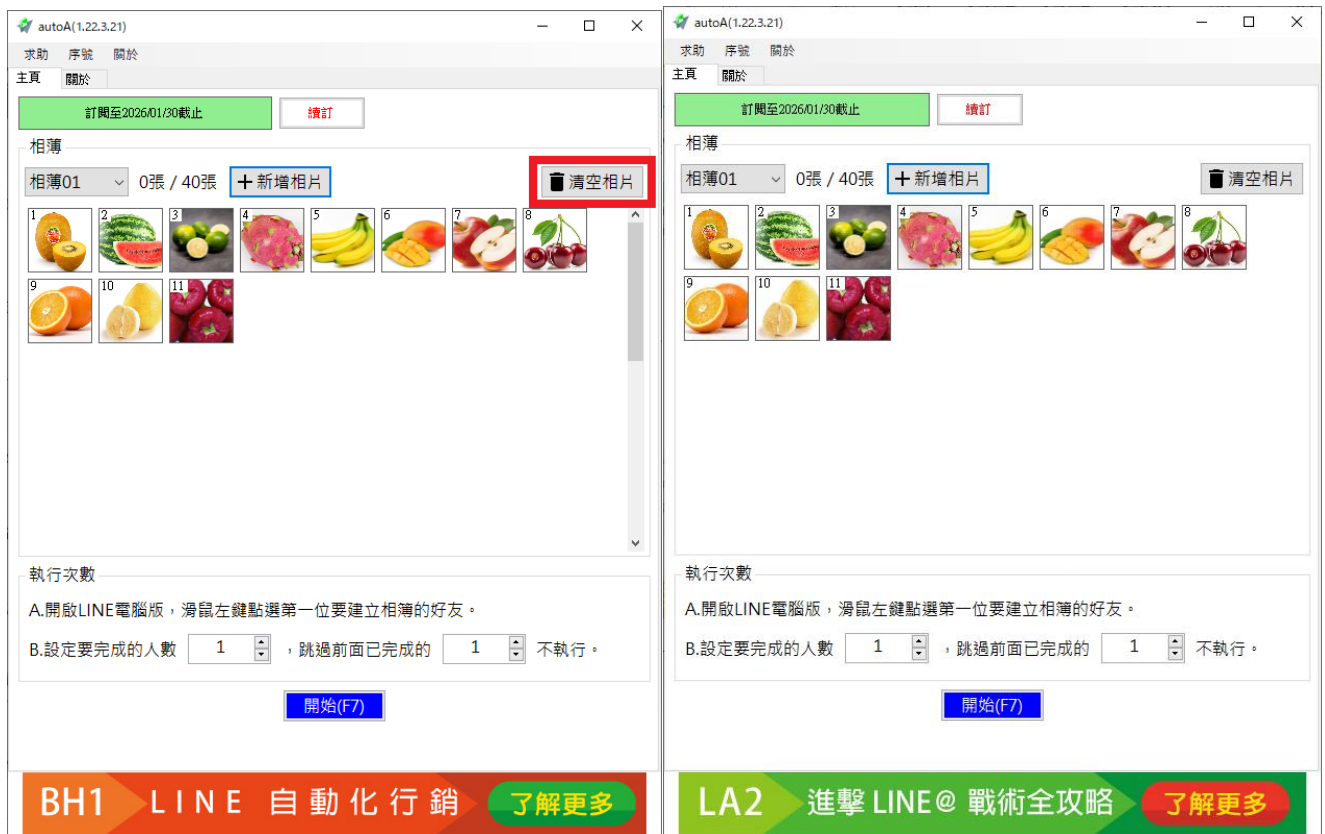 autoA(1.22.3.21)
求助 序號 關於
主頁 關於
訂閱至2026/01/30截止 續訂
相薄
相薄01 0張 / 40張 新增相片 清空相片
1 2 3 4 5 6 7 8
9 10 11
執行次數
A.開啟LINE電腦版，滑鼠左鍵點選第一位要建立相簿的好友。
B.設定要完成的人數 1 ，跳過前面已完成的 1 不執行。
開始(F7)
BH1 LINE 自動化行銷 了解更多
autoA(1.22.3.21)
求助 序號 關於
主頁 關於
訂閱至2026/01/30截止 續訂
相薄
相薄01 0張 / 40張 新增相片 清空相片
1 2 3 4 5 6 7 8
9 10 11
執行次數
A.開啟LINE電腦版，滑鼠左鍵點選第一位要建立相簿的好友。
B.設定要完成的人數 1 ，跳過前面已完成的 1 不執行。
開始(F7)
LA2 進擊 LINE@ 戰術全攻略 了解更多